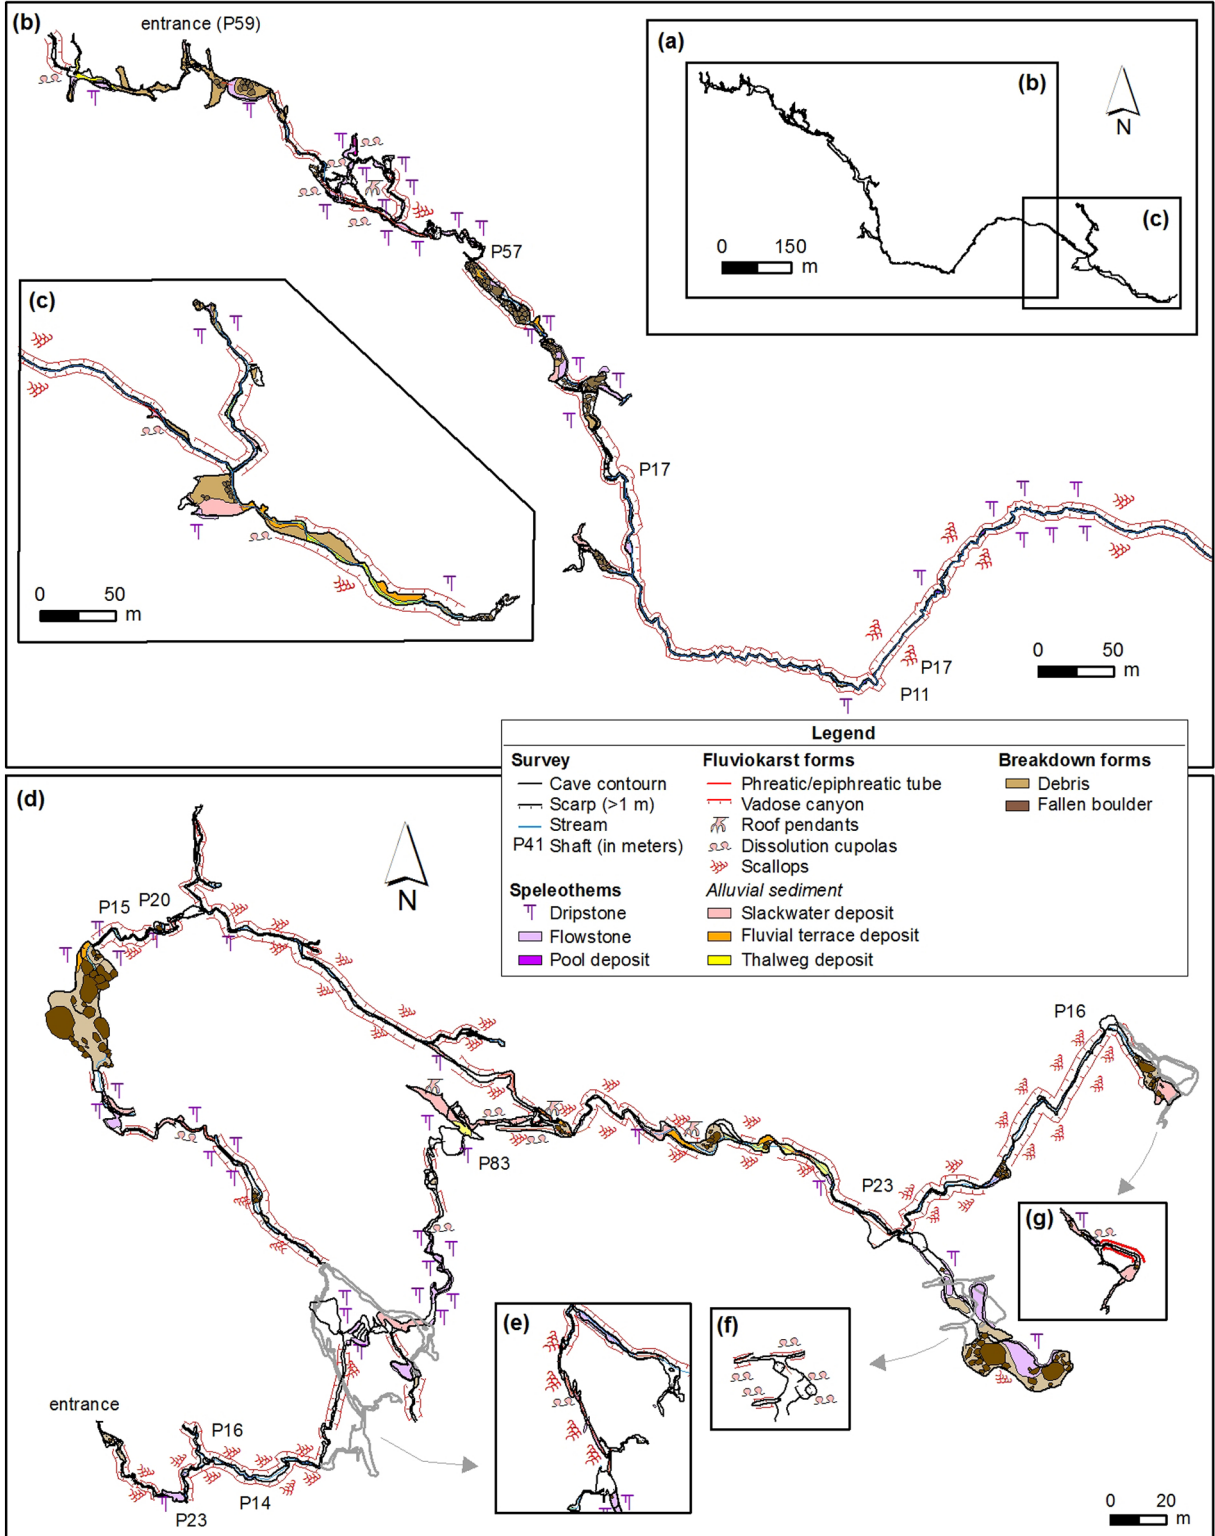 (b)
entrance (P59)
(a)
(b)
N
(c)
0 150
m
P57
(c)
0 50
m
P17
P17
P11
0 50
m
Legend
Survey
Cave contourn
Scarp (>1 m)
Stream
P41 Shaft (in meters)
Speleothems
Dripstone
Flowstone
Pool deposit
Fluviokarst forms
Phreatic/epiphreatic tube
Vadose canyon
Roof pendants
Dissolution cupolas
Scallops
Alluvial sediment
Slackwater deposit
Fluvial terrace deposit
Thalweg deposit
Breakdown forms
Debris
Fallen boulder
(d)
N
P15
P20
P16
P83
P23
(g)
(e)
(f)
entrance
P16
P14
P23
0 20
m